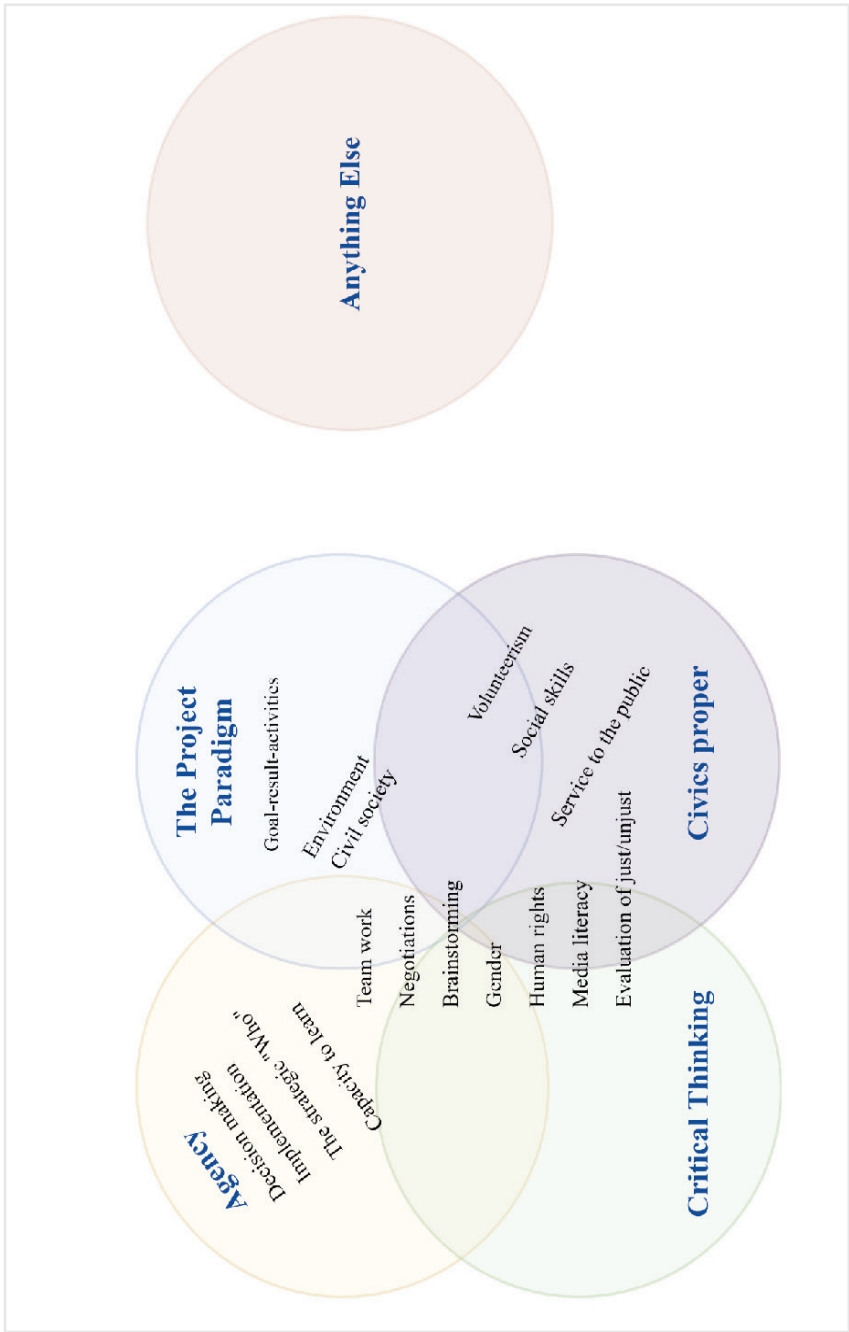 Agency
Decision making
Implementation
The strategic "Who"
Capacity to learn
The Project
Paradigm
Goal-result-activities
Environment
Civil society
Team work
Negotiations
Brainstorming
Gender
Human rights
Media literacy
Evaluation of just/unjust
Volunteerism
Social skills
Service to the public
Critical Thinking
Civics proper
Anything Else